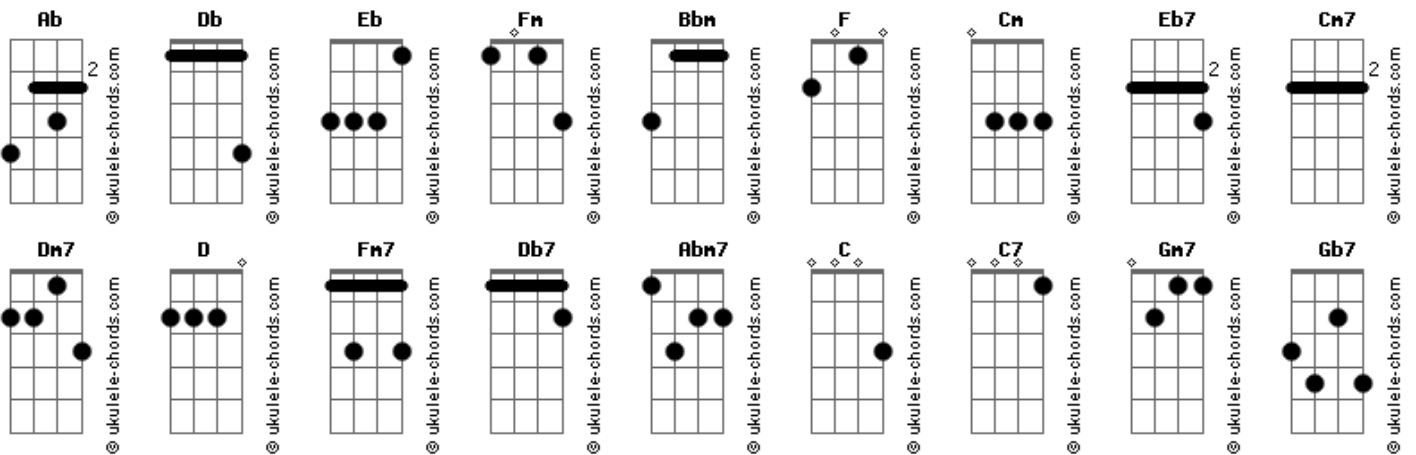 Ab Db Eb Fm Bbm F Cm Eb7 Cm7
2 2 2
© ukulele-chords.com © ukulele-chords.com © ukulele-chords.com © ukulele-chords.com © ukulele-chords.com © ukulele-chords.com © ukulele-chords.com © ukulele-chords.com © ukulele-chords.com
Dm7 D Fm7 Db7 Abm7 C C7 Gm7 Gb7
© ukulele-chords.com © ukulele-chords.com © ukulele-chords.com © ukulele-chords.com © ukulele-chords.com © ukulele-chords.com © ukulele-chords.com © ukulele-chords.com © ukulele-chords.com